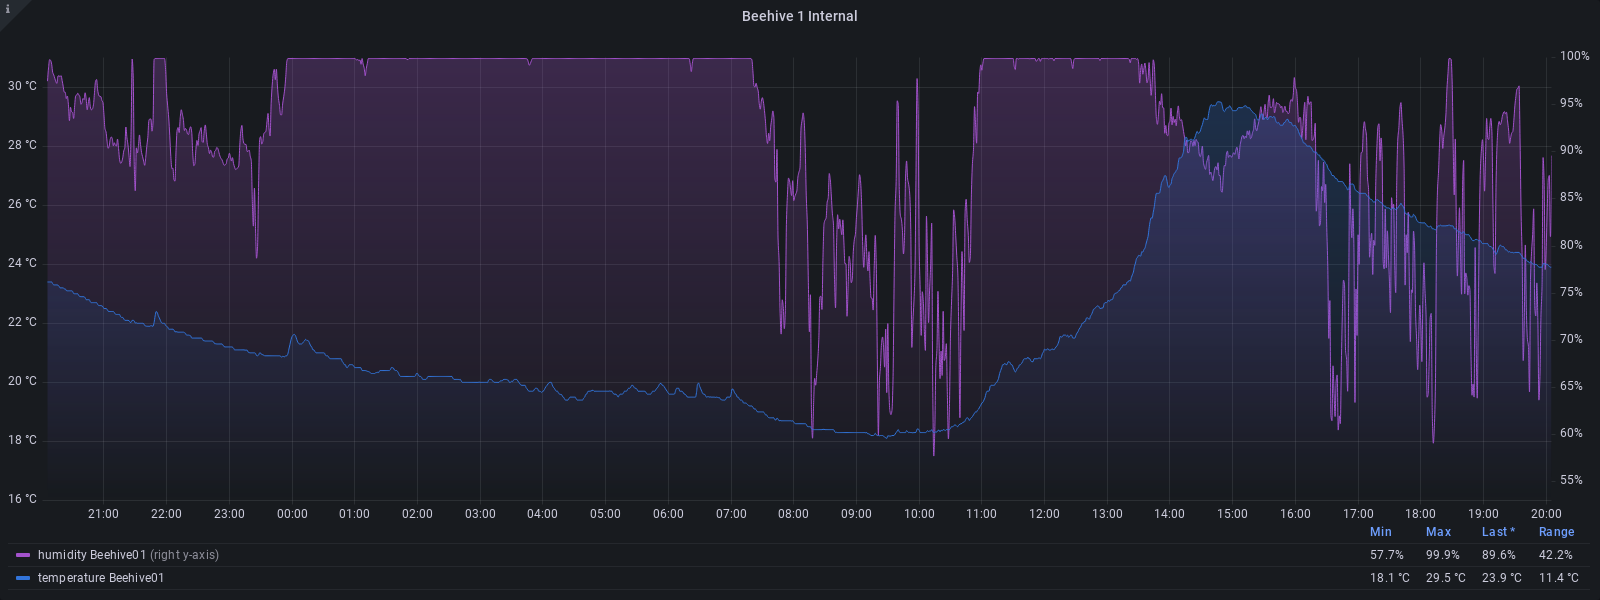 i
Beehive 1 Internal
30 °C
28 °C
26 °C
24 °C
22 °C
20 °C
18 °C
16 °C
100%
95%
90%
85%
80%
75%
70%
65%
60%
55%
21:00 22:00 23:00 00:00 01:00 02:00 03:00 04:00 05:00 06:00 07:00 08:00 09:00 10:00 11:00 12:00 13:00 14:00 15:00 16:00 17:00 18:00 19:00 20:00
Min Max Last * Range
humidity Beehive01 (right y-axis) 57.7% 99.9% 89.6% 42.2%
temperature Beehive01 18.1 °C 29.5 °C 23.9 °C 11.4 °C